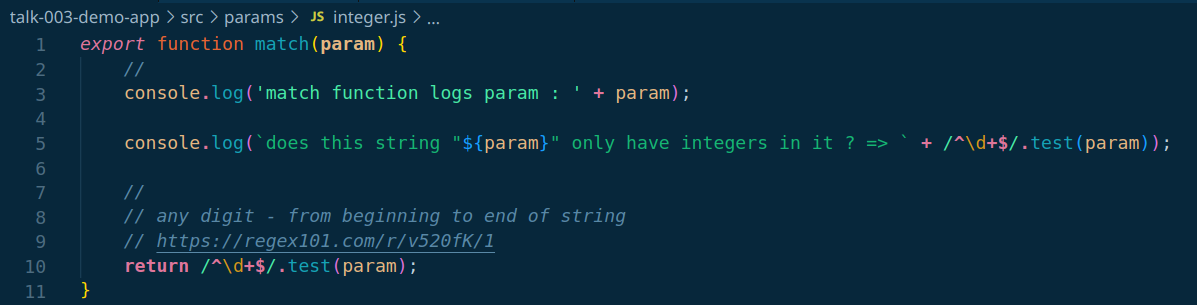 talk-003-demo-app > src > params > JS integer.js > ...
1 export function match(param) {
2 //
3 console.log('match function logs param : ' + param);
4
5 console.log(`does this string "${param}" only have integers in it ? => ` + /^\d+$/.test(param));
6
7 //
8 // any digit - from beginning to end of string
9 // https://regex101.com/r/v520fK/1
10 return /^\d+$/.test(param);
11 }